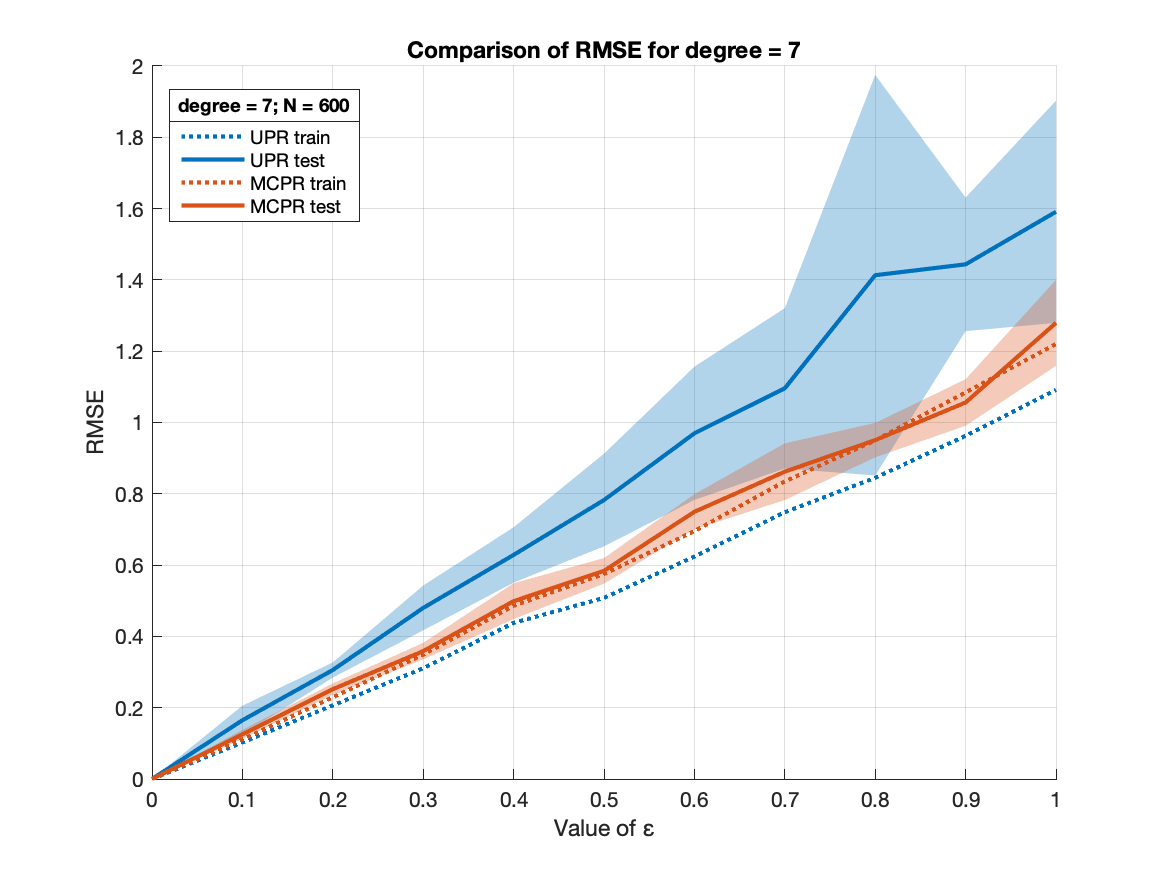 Comparison of RMSE for degree = 7
degree = 7; N = 600
UPR train
UPR test
MCPR train
MCPR test
RMSE
2
1.8
1.6
1.4
1.2
1
0.8
0.6
0.4
0.2
0
0 0.1 0.2 0.3 0.4 0.5 0.6 0.7 0.8 0.9 1
Value of ε